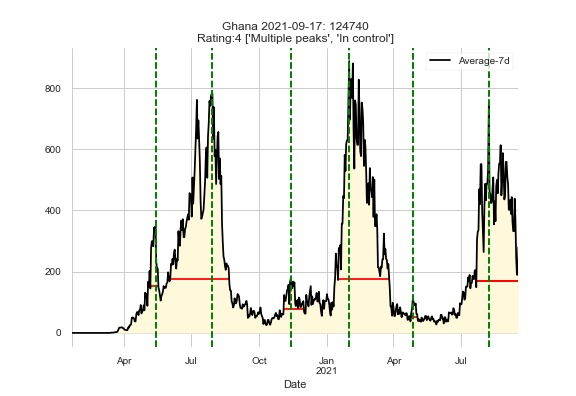 Ghana 2021-09-17: 124740
Rating:4 ['Multiple peaks', 'In control']
Average-7d
800
600
400
200
0
Apr
Jul
Oct
Jan
2021
Apr
Jul
Date